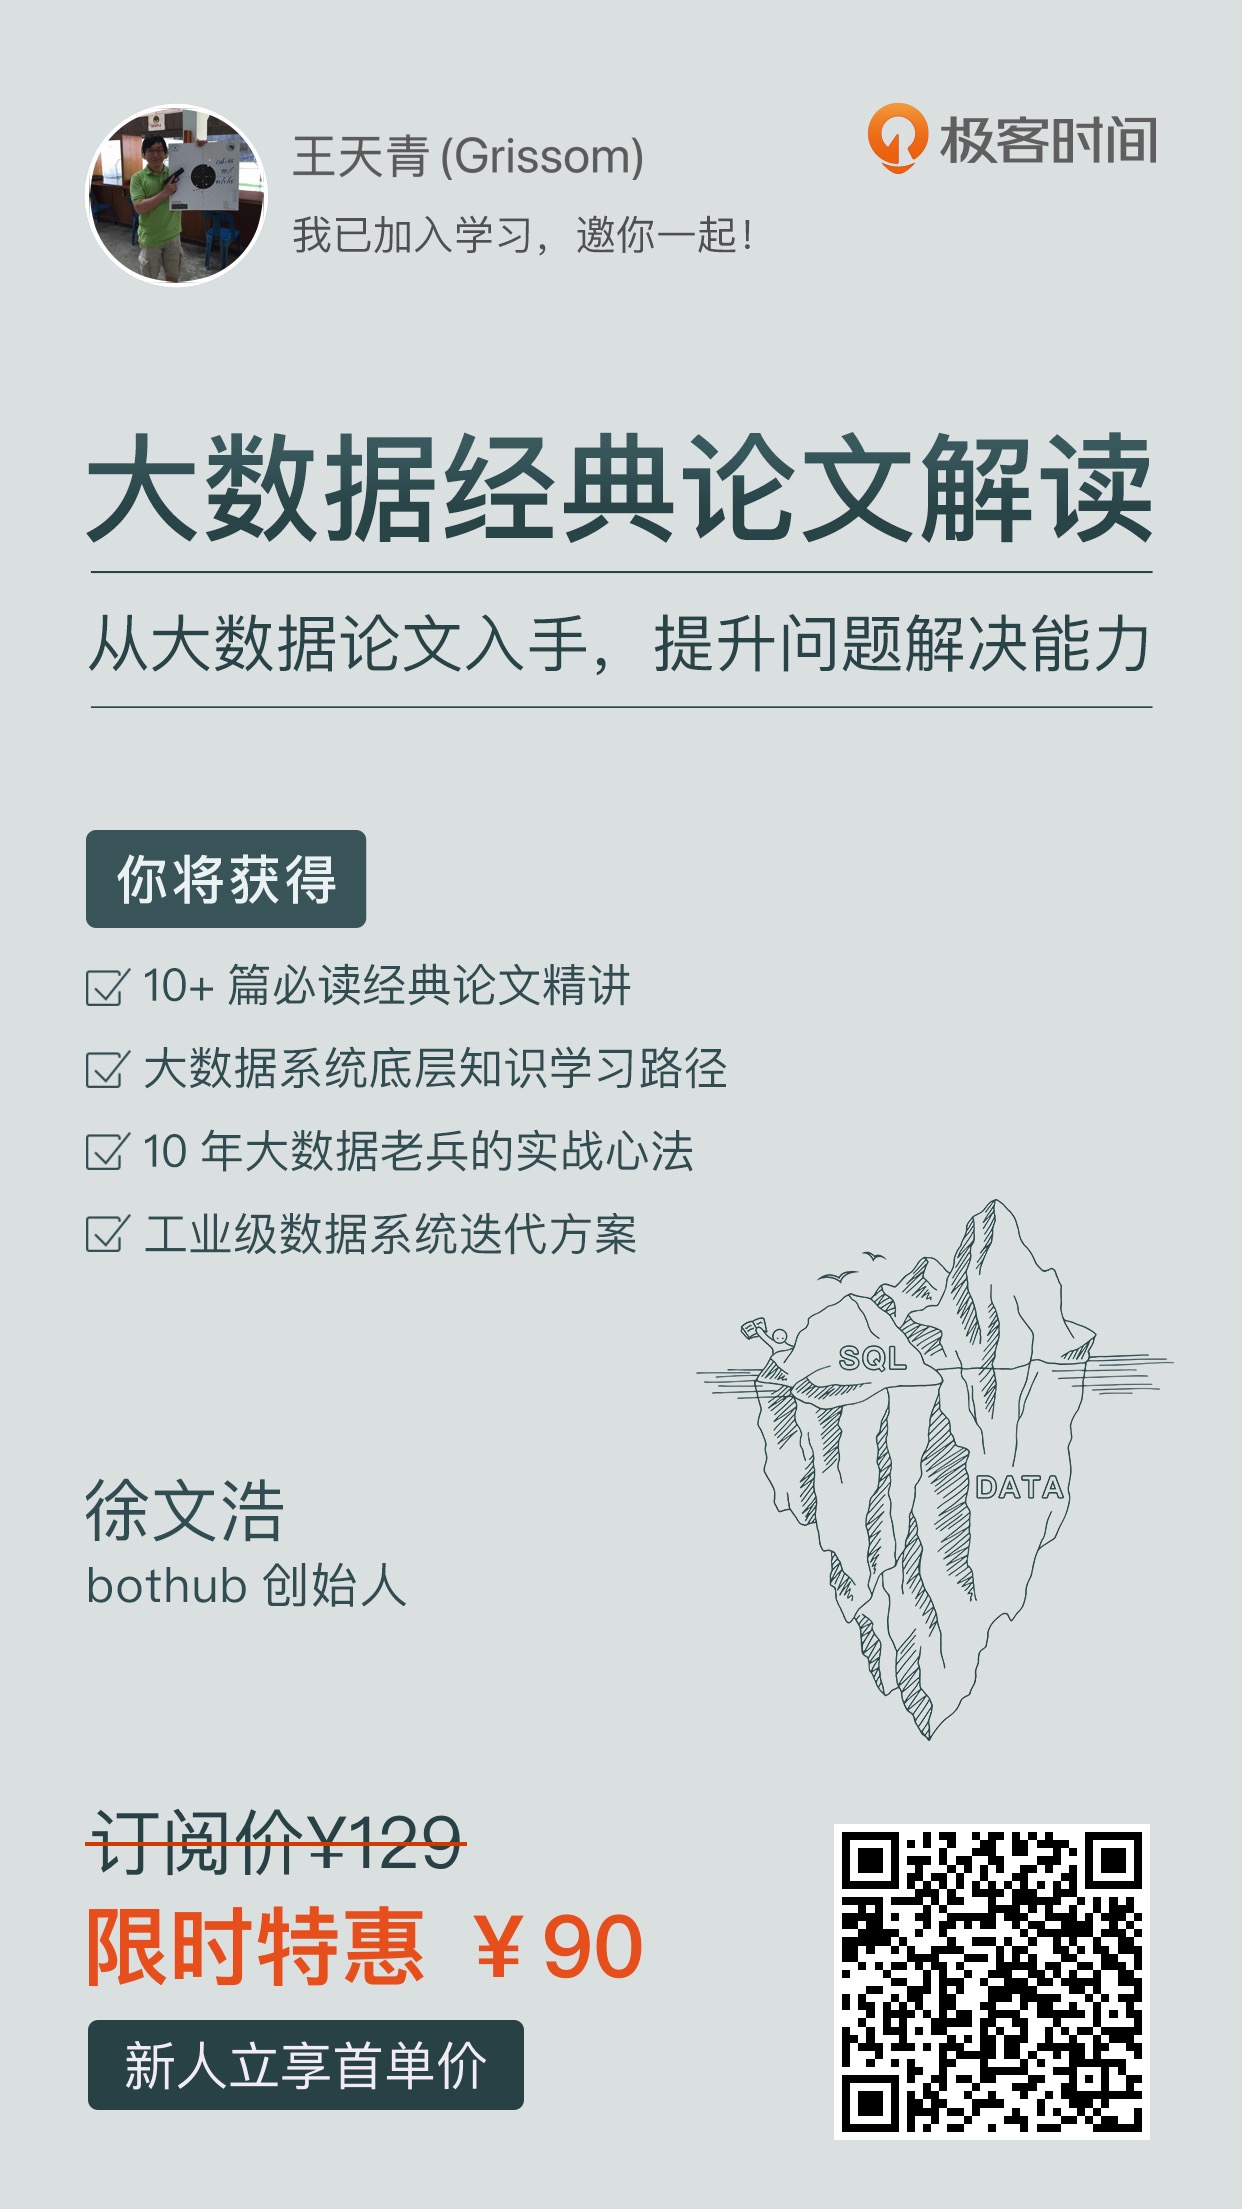 王天青 (Grissom)
极客时间
我已加入学习，邀你一起！
大数据经典论文解读
从大数据论文入手，提升问题解决能力
你将获得
10+ 篇必读经典论文精讲
大数据系统底层知识学习路径
10 年大数据老兵的实战心法
工业级数据系统迭代方案
SQL
DATA
徐文浩
bothub 创始人
订阅价¥129
限时特惠 ¥90
新人立享首单价